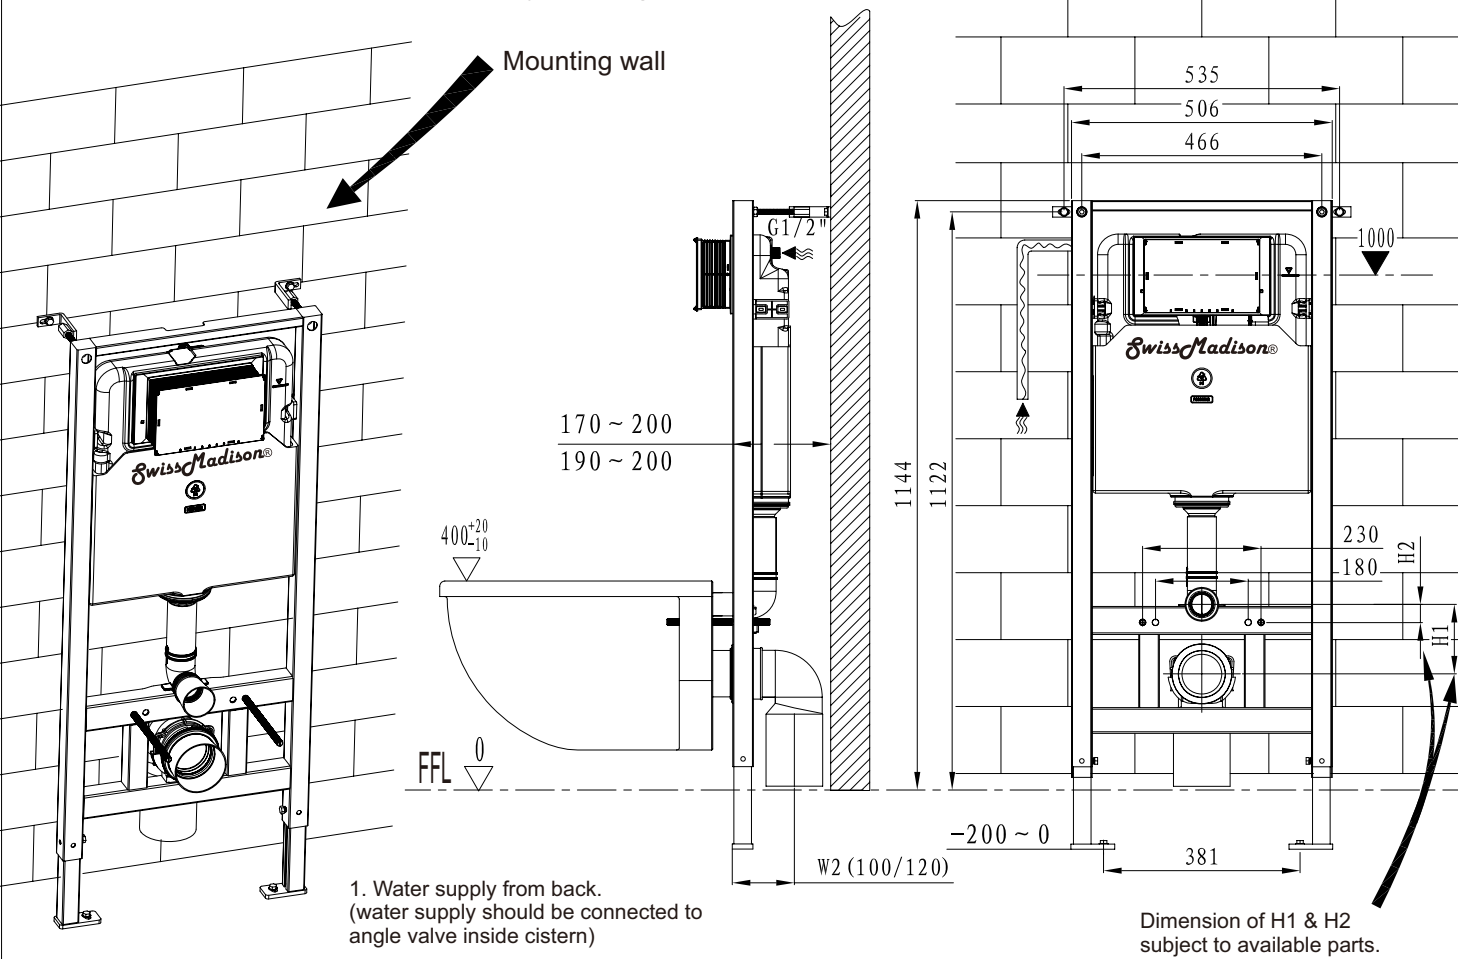 Mounting wall
535
506
466
G1/2"
1000
SwissMadison®
SwissMadison®
170 ~ 200
190 ~ 200
1144
1122
400 +20 -10
230
H2
180
H1
FFL
0
-200 ~ 0
381
W2 (100/120)
1. Water supply from back.
(water supply should be connected to
angle valve inside cistern)
Dimension of H1 & H2
subject to available parts.